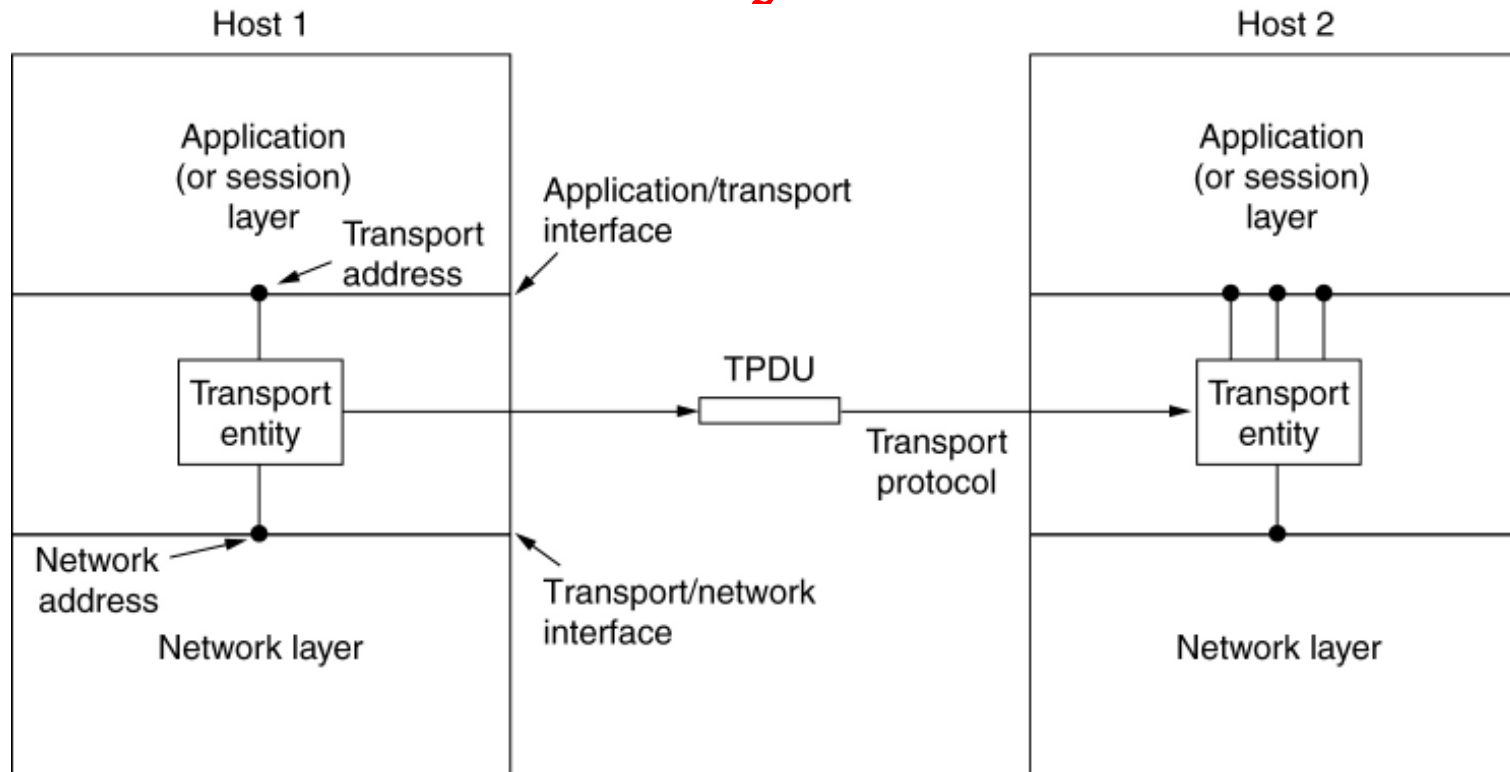 Host 1
Host 2
Application
(or session)
layer
Transport
address
Application/transport
interface
Application
(or session)
layer
Transport
entity
TPDU
Transport
protocol
Transport
entity
Network
address
Transport/network
interface
Network layer
Network layer